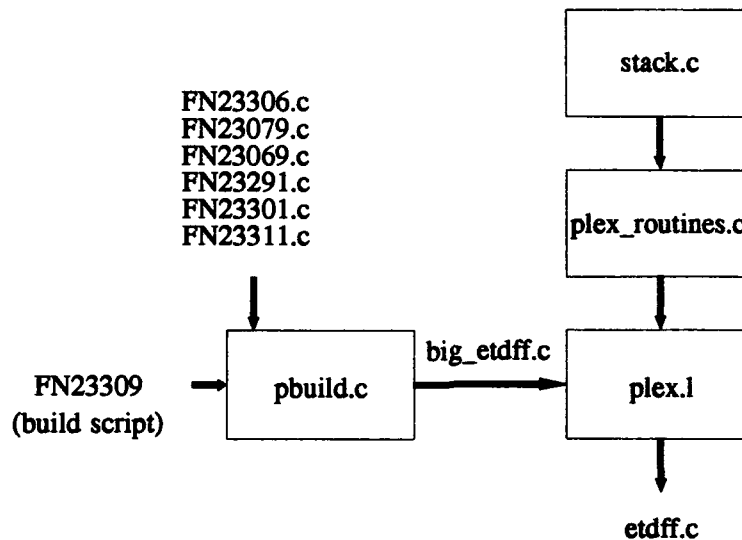 stack.c
FN23306.c
FN23079.c
FN23069.c
FN23291.c
FN23301.c
FN23311.c
plex_routines.c
big_etdff.c
FN23309
(build script)
pbuild.c
plex.l
etdff.c